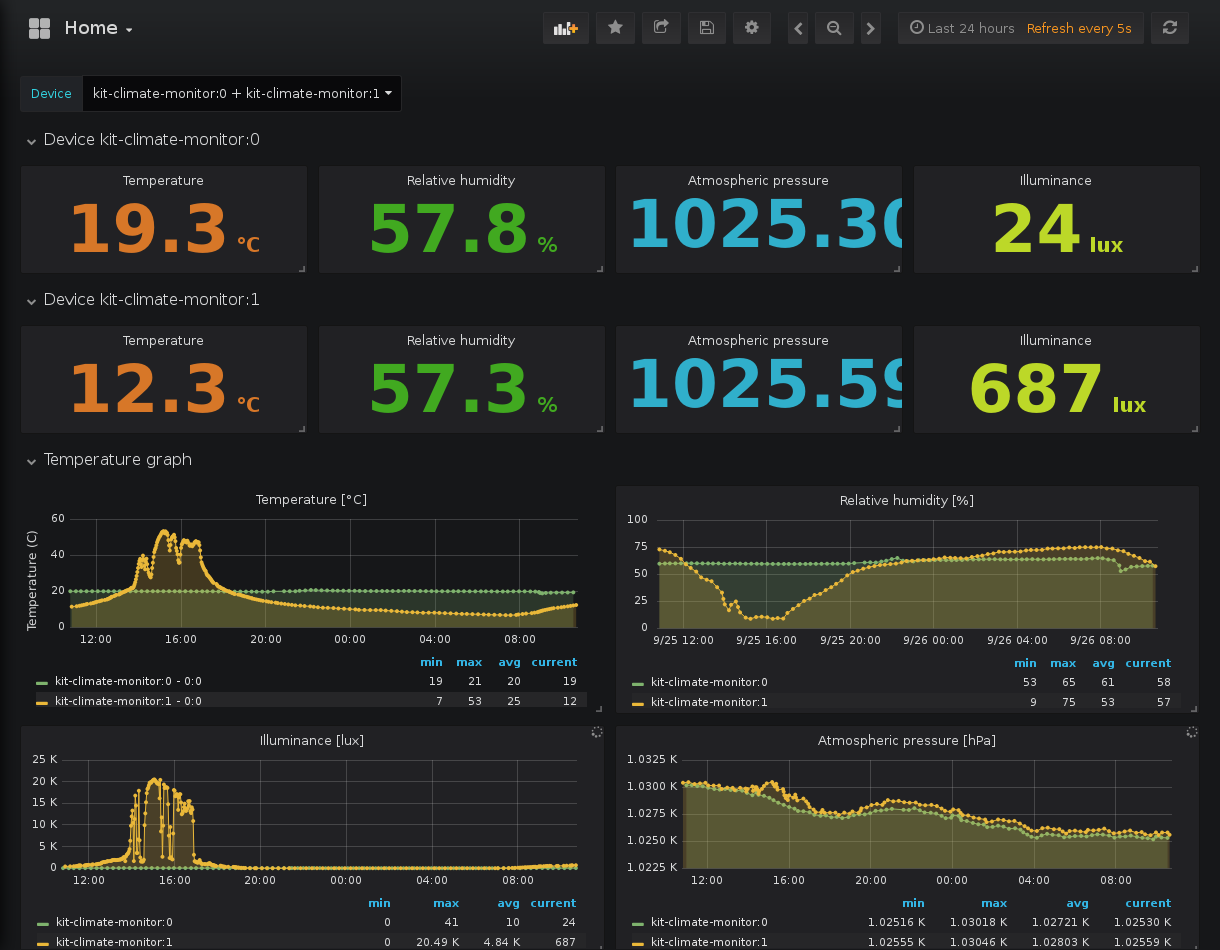 Home
Last 24 hours Refresh every 5s
Device kit-climate-monitor:0 + kit-climate-monitor:1
Device kit-climate-monitor:0
Temperature Relative humidity Atmospheric pressure Illuminance
19.3 °C 57.8 % 1025.30 24 lux
Device kit-climate-monitor:1
Temperature Relative humidity Atmospheric pressure Illuminance
12.3 °C 57.3 % 1025.59 687 lux
Temperature graph
Temperature [°C]
Temperature (C)
60
40
20
0
12:00 16:00 20:00 00:00 04:00 08:00
min max avg current
kit-climate-monitor:0 - 0:0 19 21 20 19
kit-climate-monitor:1 - 0:0 7 53 25 12
Relative humidity [%]
100
75
50
25
0
9/25 12:00 9/25 16:00 9/25 20:00 9/26 00:00 9/26 04:00 9/26 08:00
min max avg current
kit-climate-monitor:0 53 65 61 58
kit-climate-monitor:1 9 75 53 57
Illuminance [lux]
25 K
20 K
15 K
10 K
5 K
0
12:00 16:00 20:00 00:00 04:00 08:00
min max avg current
kit-climate-monitor:0 0 41 10 24
kit-climate-monitor:1 0 20.49 K 4.84 K 687
Atmospheric pressure [hPa]
1.0325 K
1.0300 K
1.0275 K
1.0250 K
1.0225 K
12:00 16:00 20:00 00:00 04:00 08:00
min max avg current
kit-climate-monitor:0 1.02516 K 1.03018 K 1.02721 K 1.02530 K
kit-climate-monitor:1 1.02555 K 1.03046 K 1.02803 K 1.02559 K